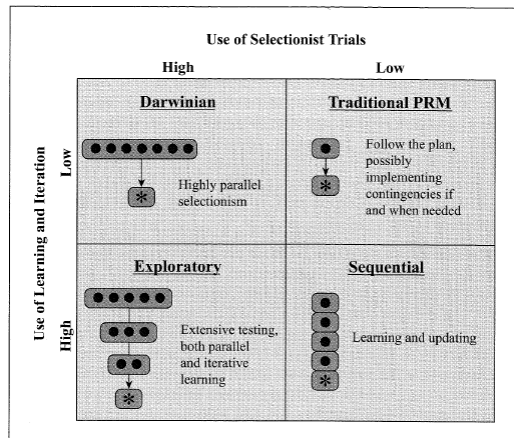 Use of Selectionist Trials
High
Low
Use of Learning and Iteration
Low
High
Darwinian
Highly parallel
selectionism
Traditional PRM
Follow the plan,
possibly
implementing
contingencies if
and when needed
Exploratory
Extensive testing,
both parallel
and iterative
learning
Sequential
Learning and updating